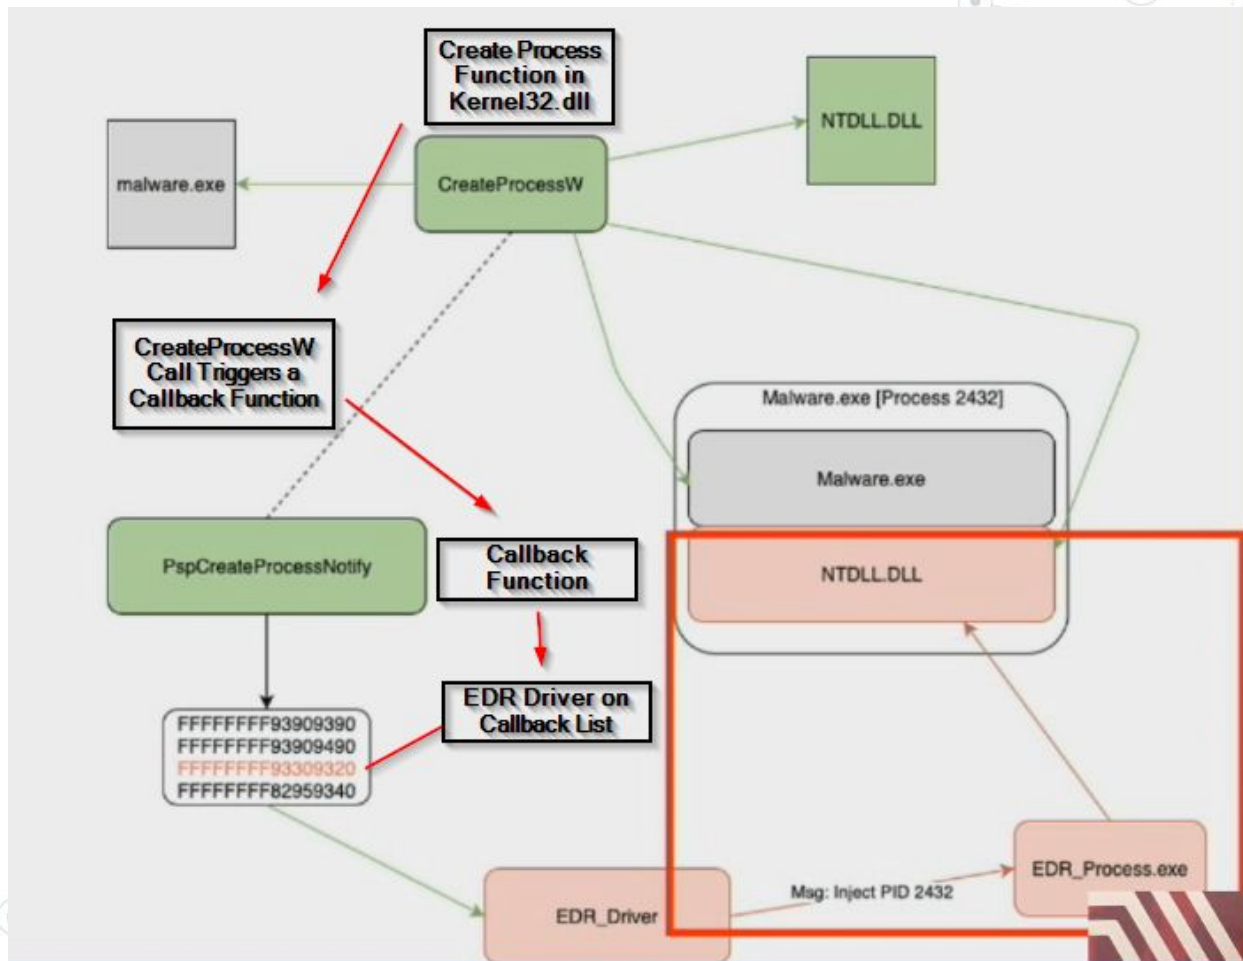 Create Process
Function in
Kernel32.dll
NTDLL.DLL
malware.exe
CreateProcessW
CreateProcessW
Call Triggers a
Callback Function
Malware.exe [Process 2432]
Malware.exe
PspCreateProcessNotify
Callback
Function
NTDLL.DLL
EDR Driver on
Callback List
FFFFFFFF93909390
FFFFFFFF93909490
FFFFFFFF93309320
FFFFFFFF82959340
EDR_Process.exe
Msg: Inject PID 2432
EDR_Driver